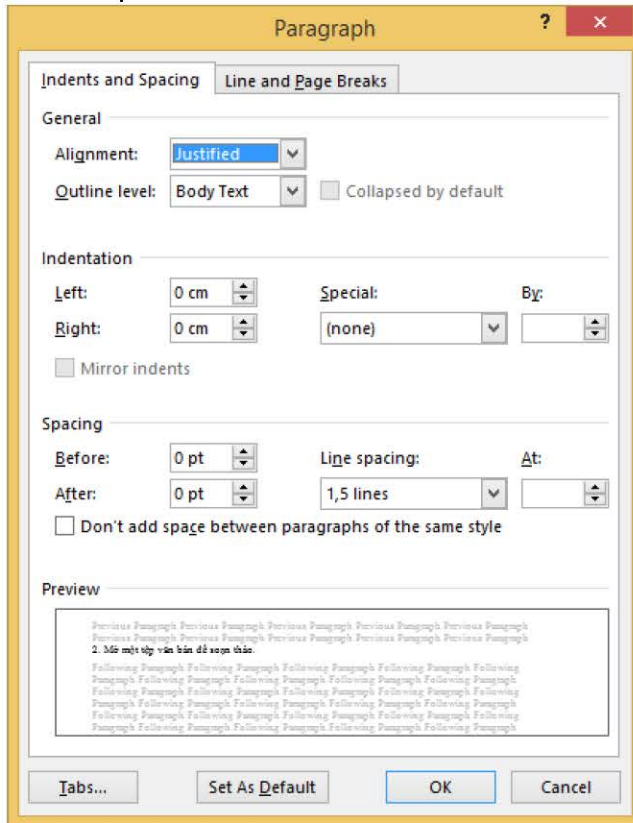 Paragraph ? ×
Indents and Spacing Line and Page Breaks
General
Alignment: Justified
Outline level: Body Text Collapsed by default
Indentation
Left: 0 cm Special: By:
Right: 0 cm (none)
Mirror indents
Spacing
Before: 0 pt Line spacing: At:
After: 0 pt 1,5 lines
Don't add space between paragraphs of the same style
Preview
Previous Paragraph Previous Paragraph Previous Paragraph Previous Paragraph Previous Paragraph
Previous Paragraph Previous Paragraph Previous Paragraph Previous Paragraph Previous Paragraph
2. Mở một tệp văn bản để soạn thảo.
Following Paragraph Following Paragraph Following Paragraph Following Paragraph Following
Paragraph Following Paragraph Following Paragraph Following Paragraph Following Paragraph
Following Paragraph Following Paragraph Following Paragraph Following Paragraph Following
Paragraph Following Paragraph Following Paragraph Following Paragraph Following Paragraph
Following Paragraph Following Paragraph Following Paragraph Following Paragraph Following
Paragraph Following Paragraph Following Paragraph Following Paragraph Following Paragraph
Tabs... Set As Default OK Cancel